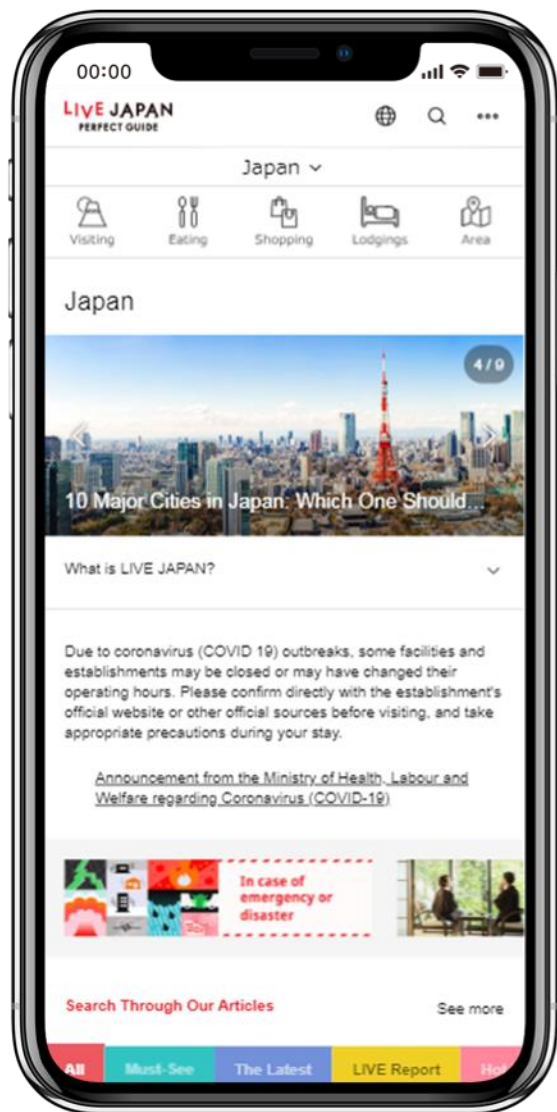 00:00
LIVE JAPAN
PERFECT GUIDE
Japan
Visiting
Eating
Shopping
Lodgings
Area
Japan
4 / 9
10 Major Cities in Japan: Which One Should...
What is LIVE JAPAN?
Due to coronavirus (COVID 19) outbreaks, some facilities and
establishments may be closed or may have changed their
operating hours. Please confirm directly with the establishment's
official website or other official sources before visiting, and take
appropriate precautions during your stay.
Announcement from the Ministry of Health, Labour and
Welfare regarding Coronavirus (COVID-19)
In case of
emergency or
disaster
Search Through Our Articles
See more
All
Must-See
The Latest
LIVE Report